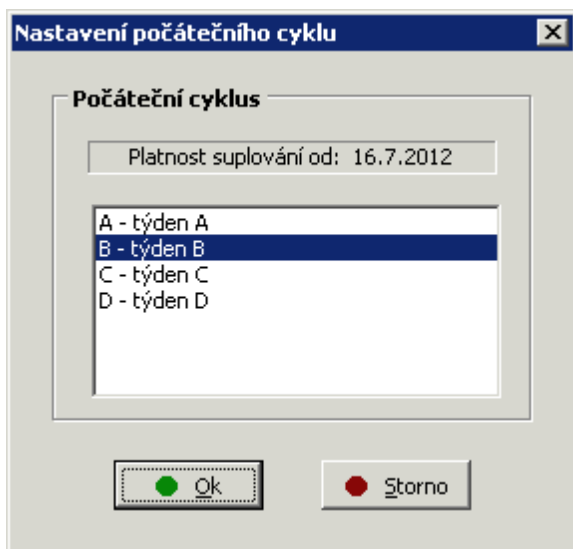 Nastavení počátečního cyklu
Počáteční cyklus
Platnost suplování od: 16.7.2012
A - týden A
B - týden B
C - týden C
D - týden D
Ok
Storno